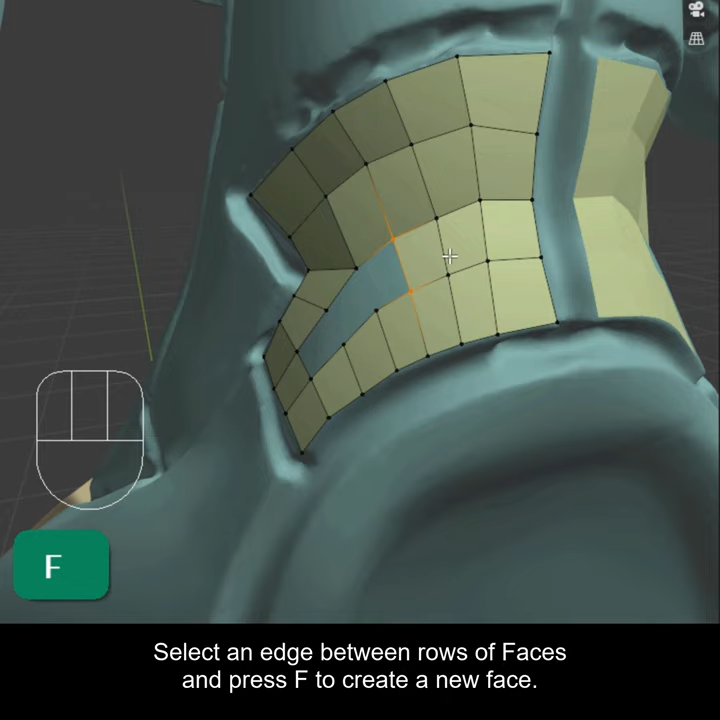 F
Select an edge between rows of Faces
and press F to create a new face.